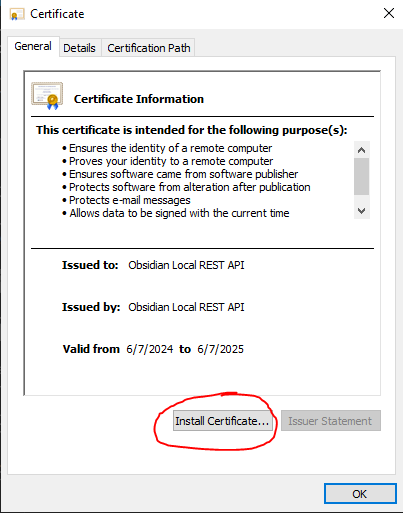 Certificate
General Details Certification Path
Certificate Information
This certificate is intended for the following purpose(s):
• Ensures the identity of a remote computer
• Proves your identity to a remote computer
• Ensures software came from software publisher
• Protects software from alteration after publication
• Protects e-mail messages
• Allows data to be signed with the current time
Issued to: Obsidian Local REST API
Issued by: Obsidian Local REST API
Valid from 6/7/2024 to 6/7/2025
Install Certificate... Issuer Statement
OK